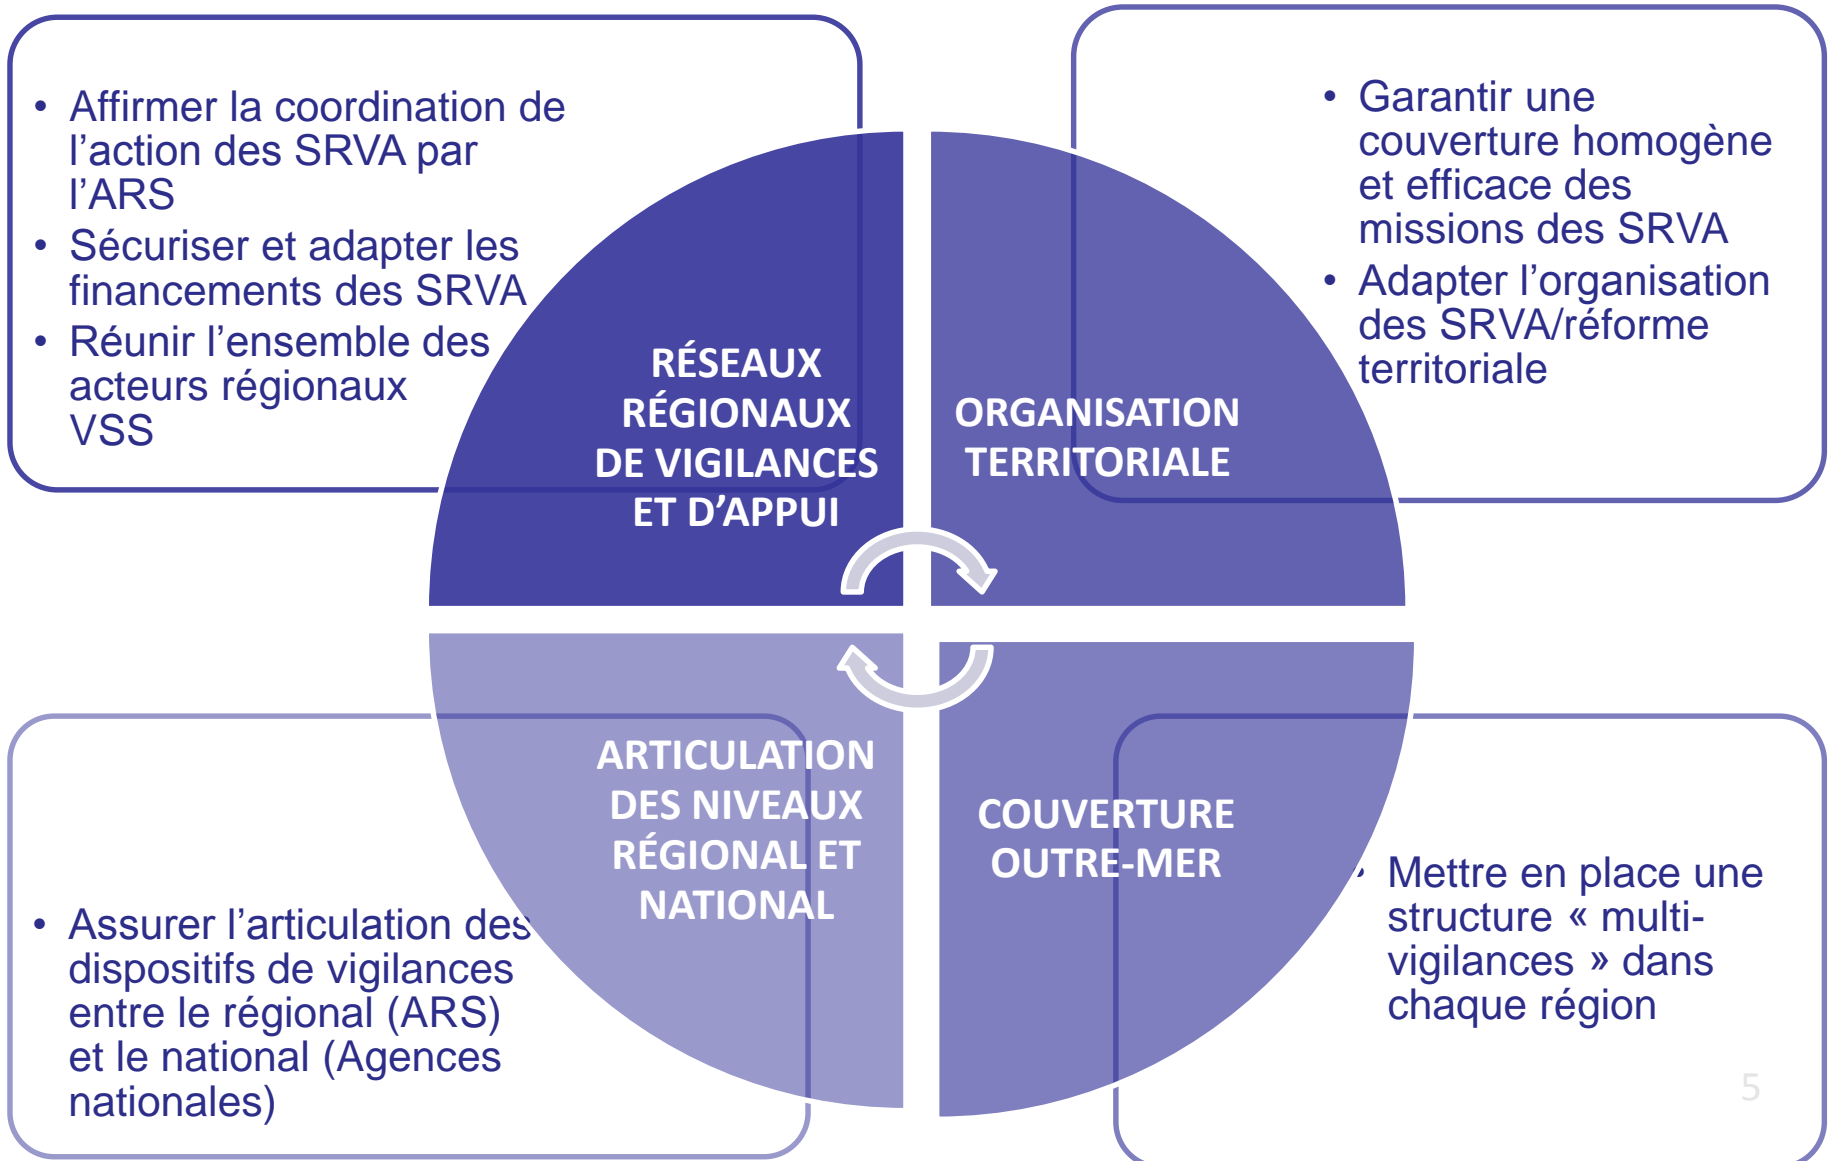 • Affirmer la coordination de
l’action des SRVA par
l’ARS
• Sécuriser et adapter les
financements des SRVA
• Réunir l’ensemble des
acteurs régionaux
VSS
RÉSEAUX
RÉGIONAUX
DE VIGILANCES
ET D’APPUI
• Garantir une
couverture homogène
et efficace des
missions des SRVA
• Adapter l’organisation
des SRVA/réforme
territoriale
ORGANISATION
TERRITORIALE
• Assurer l’articulation des
dispositifs de vigilances
entre le régional (ARS)
et le national (Agences
nationales)
ARTICULATION
DES NIVEAUX
RÉGIONAL ET
NATIONAL
COUVERTURE
OUTRE-MER
• Mettre en place une
structure « multi-
vigilances » dans
chaque région
5